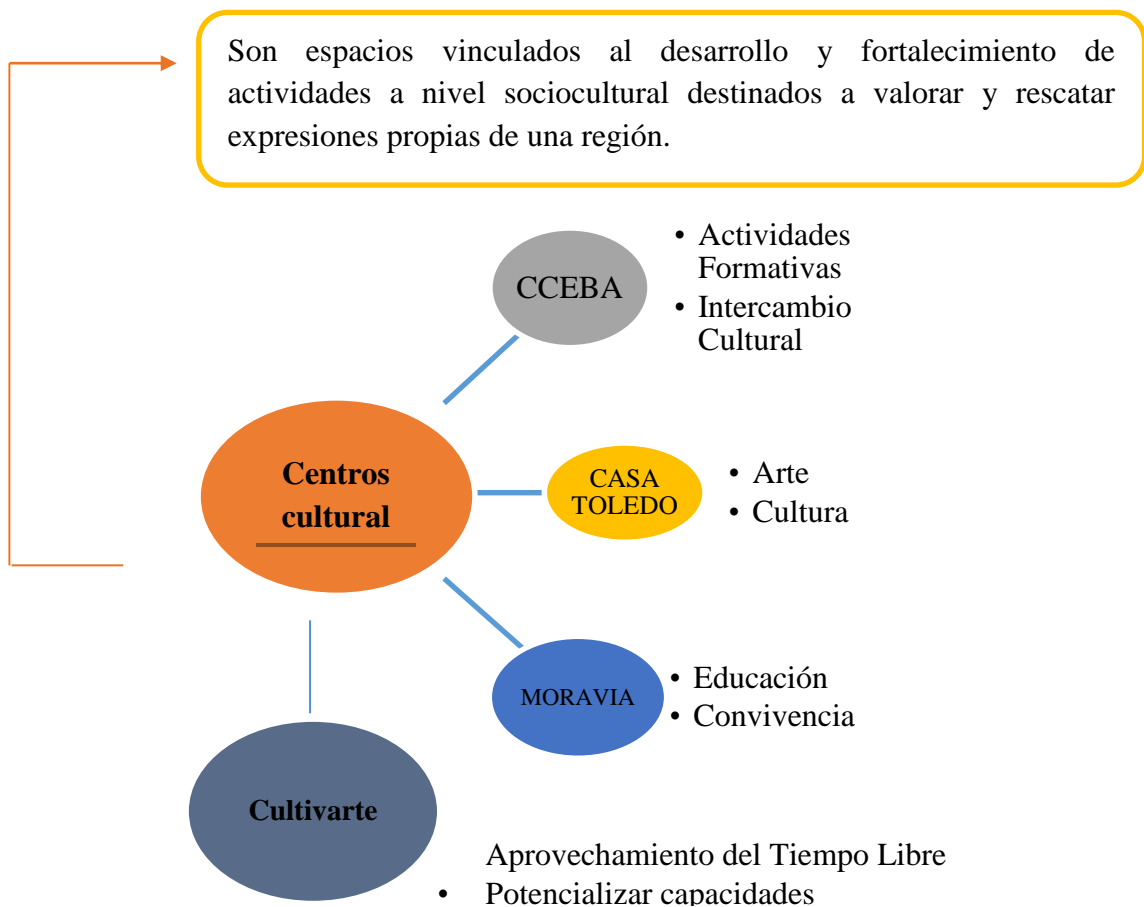 Son espacios vinculados al desarrollo y fortalecimiento de
actividades a nivel sociocultural destinados a valorar y rescatar
expresiones propias de una región.
CCEBA
• Actividades
Formativas
• Intercambio
Cultural
Centros
cultural
CASA
TOLEDO
• Arte
• Cultura
MORAVIA
• Educación
• Convivencia
Cultivarte
Aprovechamiento del Tiempo Libre
• Potencializar capacidades